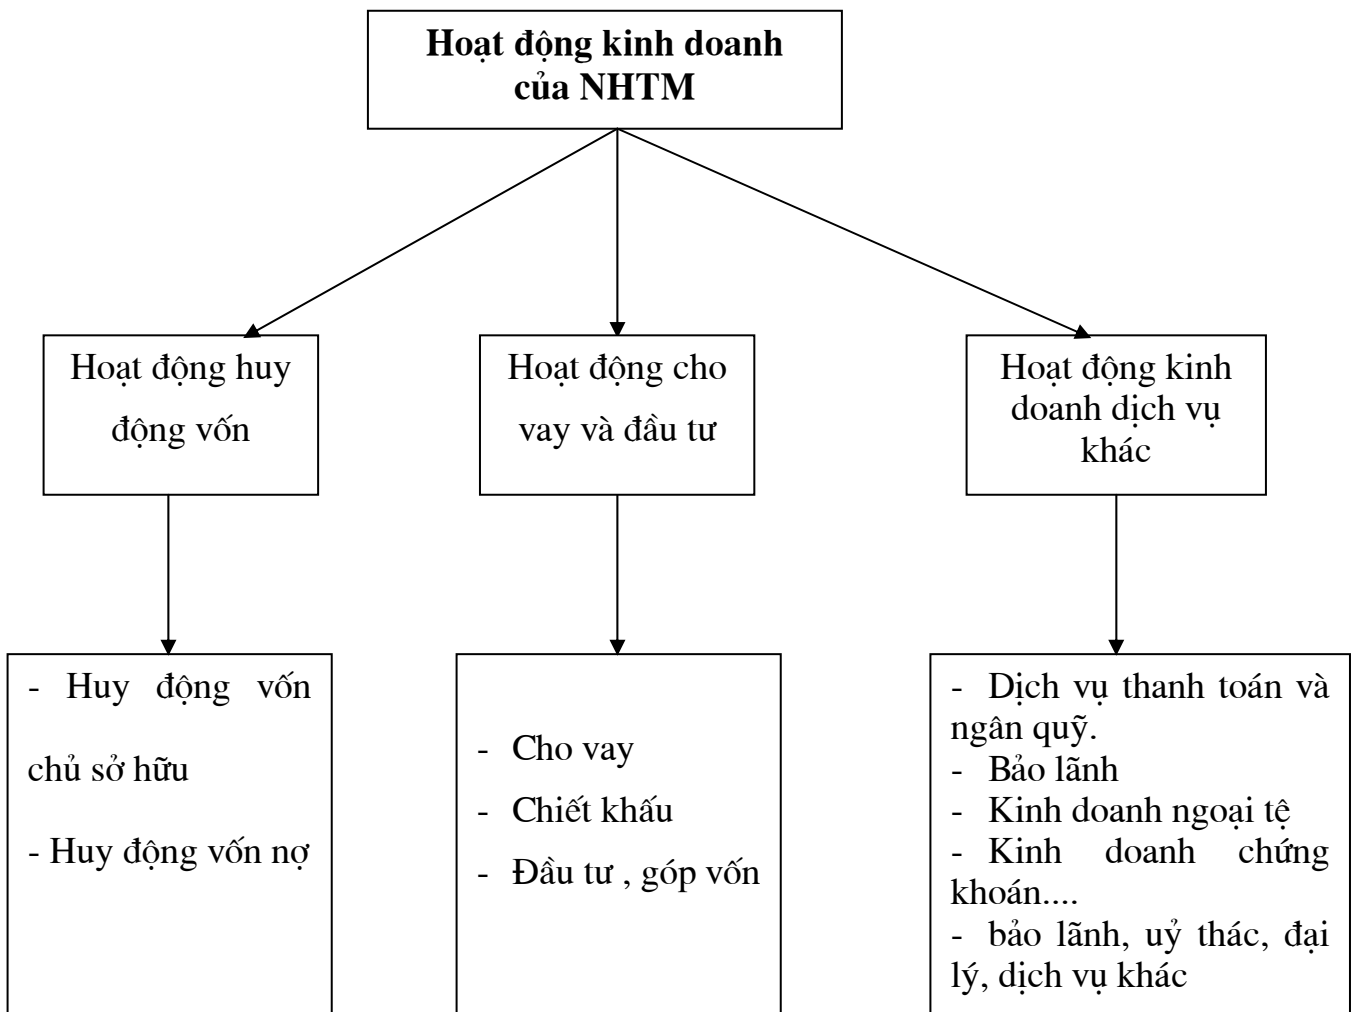 Hoạt động kinh doanh
của NHTM
Hoạt động huy
động vốn
Hoạt động cho
vay và đầu tư
Hoạt động kinh
doanh dịch vụ
khác
- Huy động vốn
chủ sở hữu
- Huy động vốn nợ
- Cho vay
- Chiết khấu
- Đầu tư , góp vốn
- Dịch vụ thanh toán và
ngân quỹ.
- Bảo lãnh
- Kinh doanh ngoại tệ
- Kinh doanh chứng
khoán....
- bảo lãnh, uỷ thác, đại
lý, dịch vụ khác